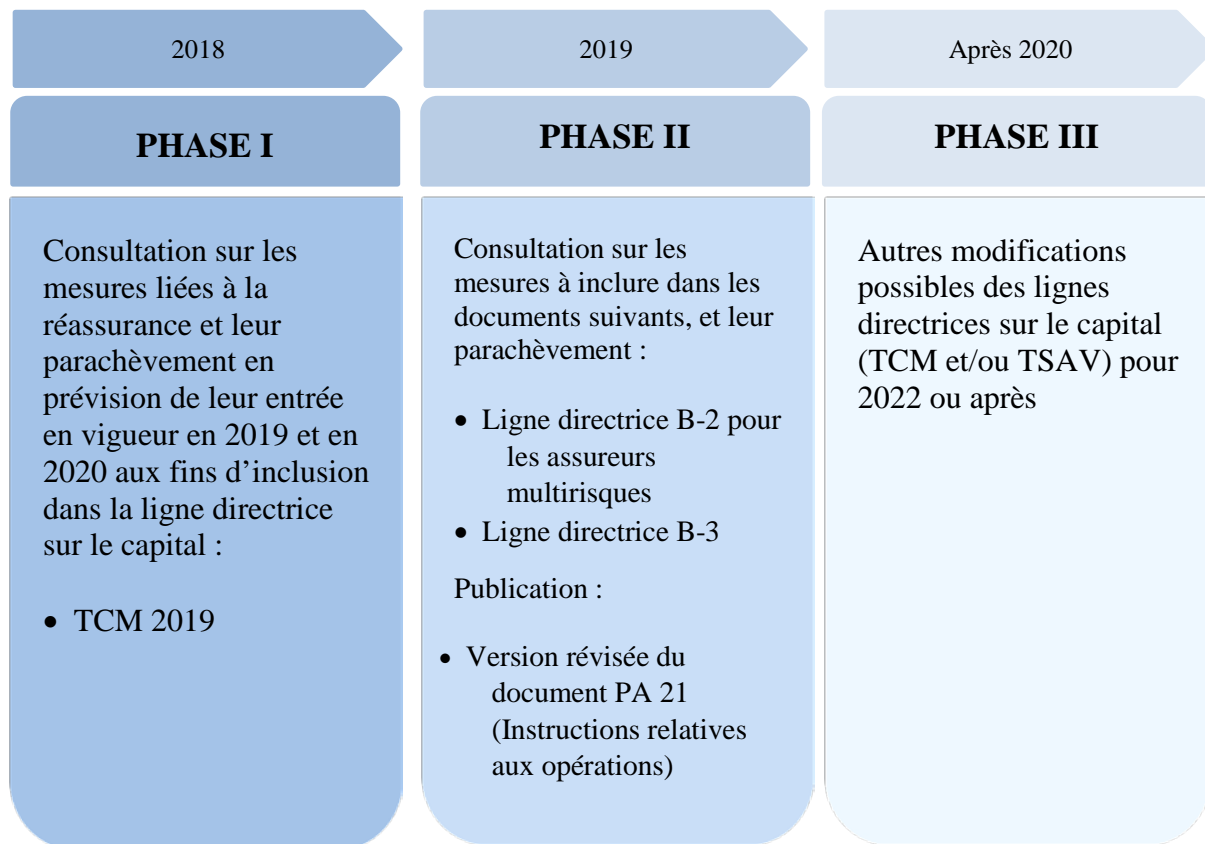 2018
PHASE I
Consultation sur les
mesures liées à la
réassurance et leur
parachèvement en
prévision de leur entrée
en vigueur en 2019 et en
2020 aux fins d’inclusion
dans la ligne directrice
sur le capital :
• TCM 2019
2019
PHASE II
Consultation sur les
mesures à inclure dans les
documents suivants, et leur
parachèvement :
• Ligne directrice B-2 pour
les assureurs
multirisques
• Ligne directrice B-3
Publication :
• Version révisée du
document PA 21
(Instructions relatives
aux opérations)
Après 2020
PHASE III
Autres modifications
possibles des lignes
directrices sur le capital
(TCM et/ou TSAV) pour
2022 ou après